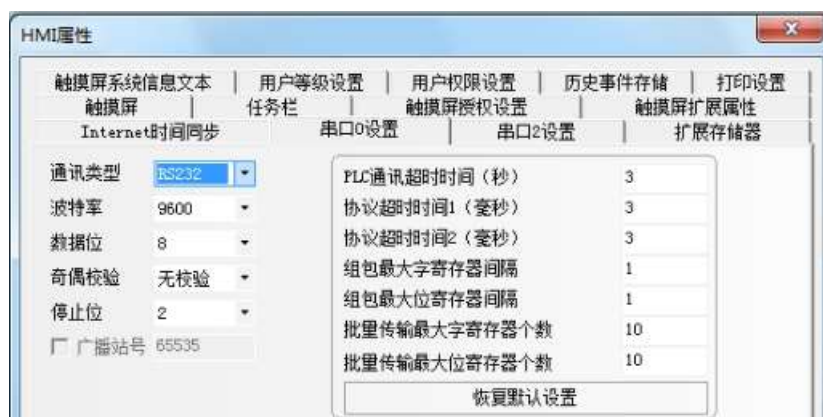 HMI属性
触摸屏系统信息文本 用户等级设置 用户权限设置 历史事件存储 打印设置
触摸屏 任务栏 触摸屏授权设置 触摸屏扩展属性
Internet时间同步 串口0设置 串口2设置 扩展存储器
通讯类型 RS232
波特率 9600
数据位 8
奇偶校验 无校验
停止位 2
广播站号 65535
PLC通讯超时时间（秒） 3
协议超时时间1（毫秒） 3
协议超时时间2（毫秒） 3
组包最大字寄存器间隔 1
组包最大位寄存器间隔 1
批量传输最大字寄存器个数 10
批量传输最大位寄存器个数 10
恢复默认设置